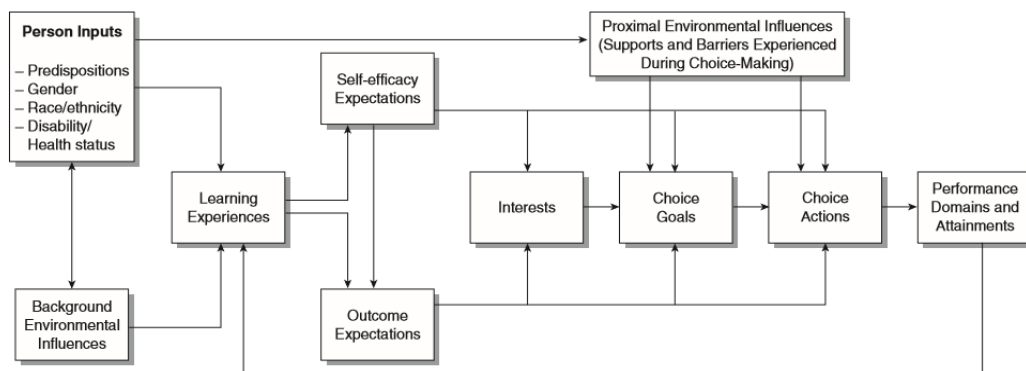 Person Inputs
– Predispositions
– Gender
– Race/ethnicity
– Disability/
Health status
Background
Environmental
Influences
Learning
Experiences
Self-efficacy
Expectations
Outcome
Expectations
Proximal Environmental Influences
(Supports and Barriers Experienced
During Choice-Making)
Interests
Choice
Goals
Choice
Actions
Performance
Domains and
Attainments